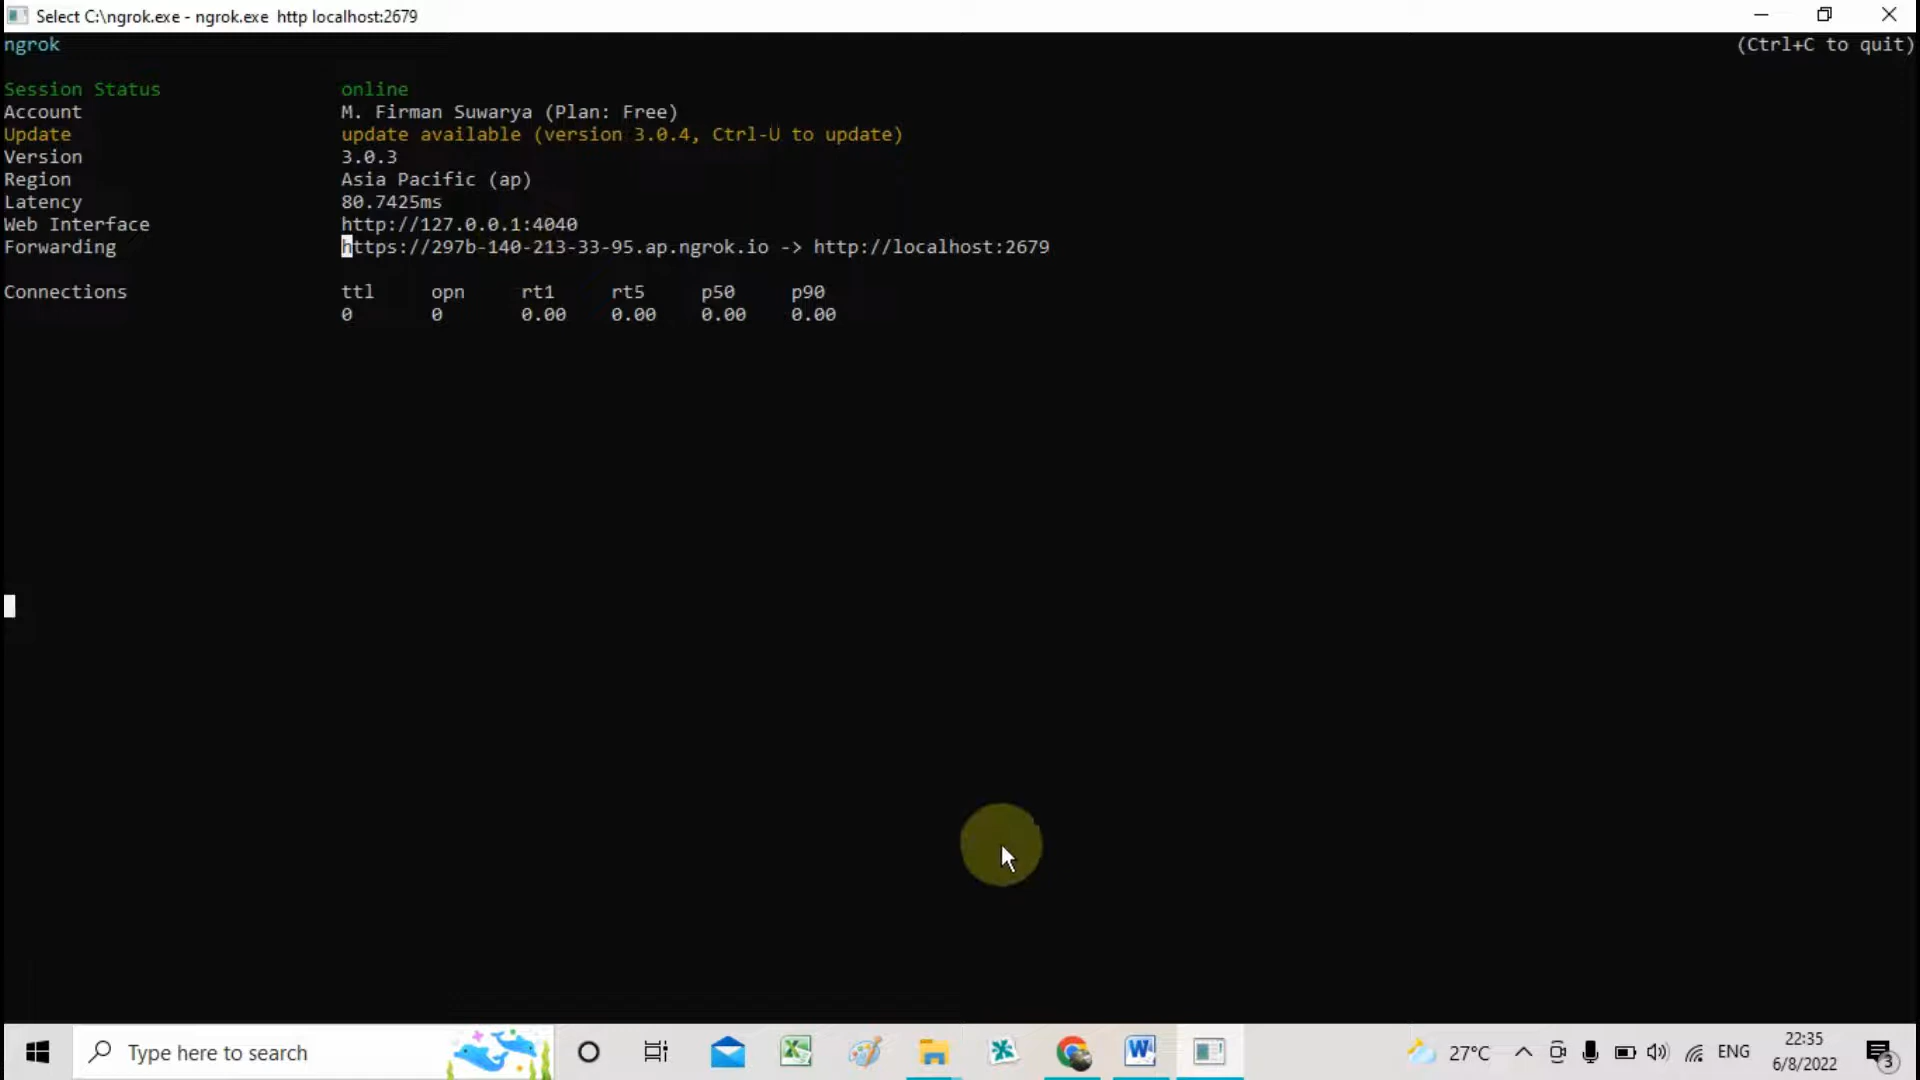 Select C:\ngrok.exe - ngrok.exe  http localhost:2679
ngrok (Ctrl+C to quit)
Session Status online
Account M. Firman Suwarya (Plan: Free)
Update update available (version 3.0.4, Ctrl-U to update)
Version 3.0.3
Region Asia Pacific (ap)
Latency 80.7425ms
Web Interface http://127.0.0.1:4040
Forwarding https://297b-140-213-33-95.ap.ngrok.io -> http://localhost:2679
Connections ttl opn rt1 rt5 p50 p90
0 0 0.00 0.00 0.00 0.00
Type here to search
27°C
ENG
22:35
6/8/2022
3